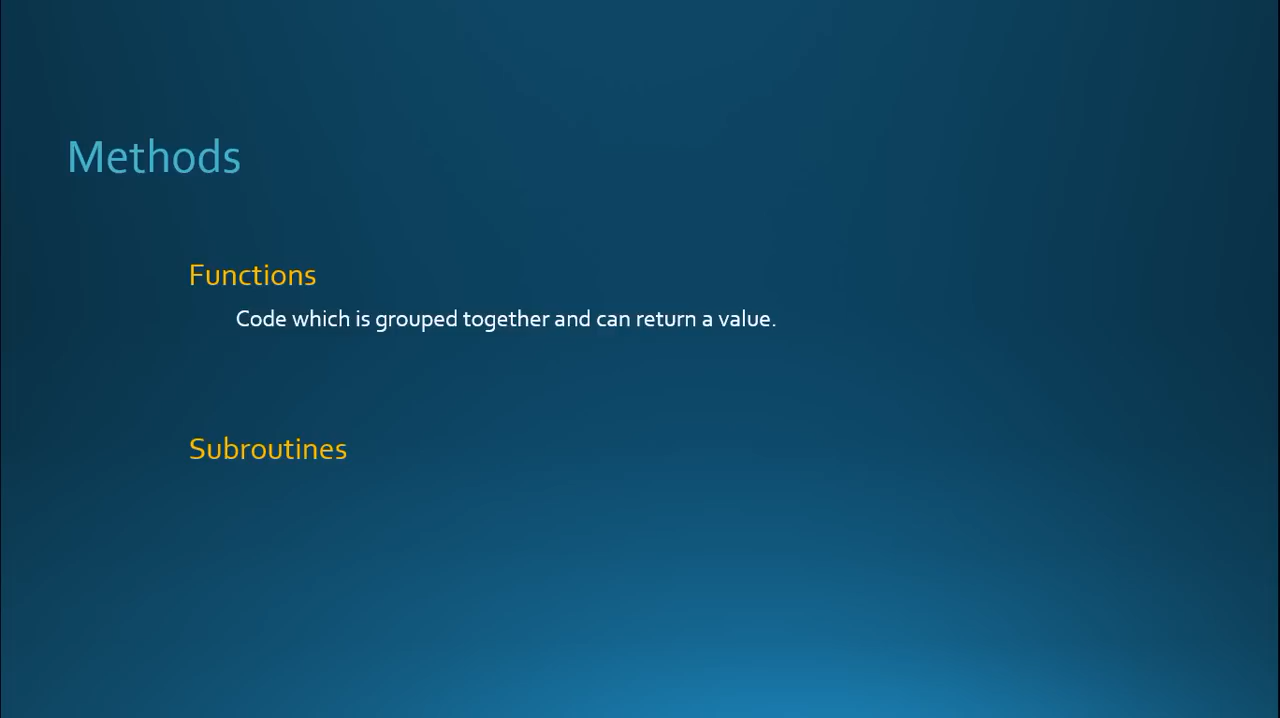 Methods
Functions
Code which is grouped together and can return a value.
Subroutines